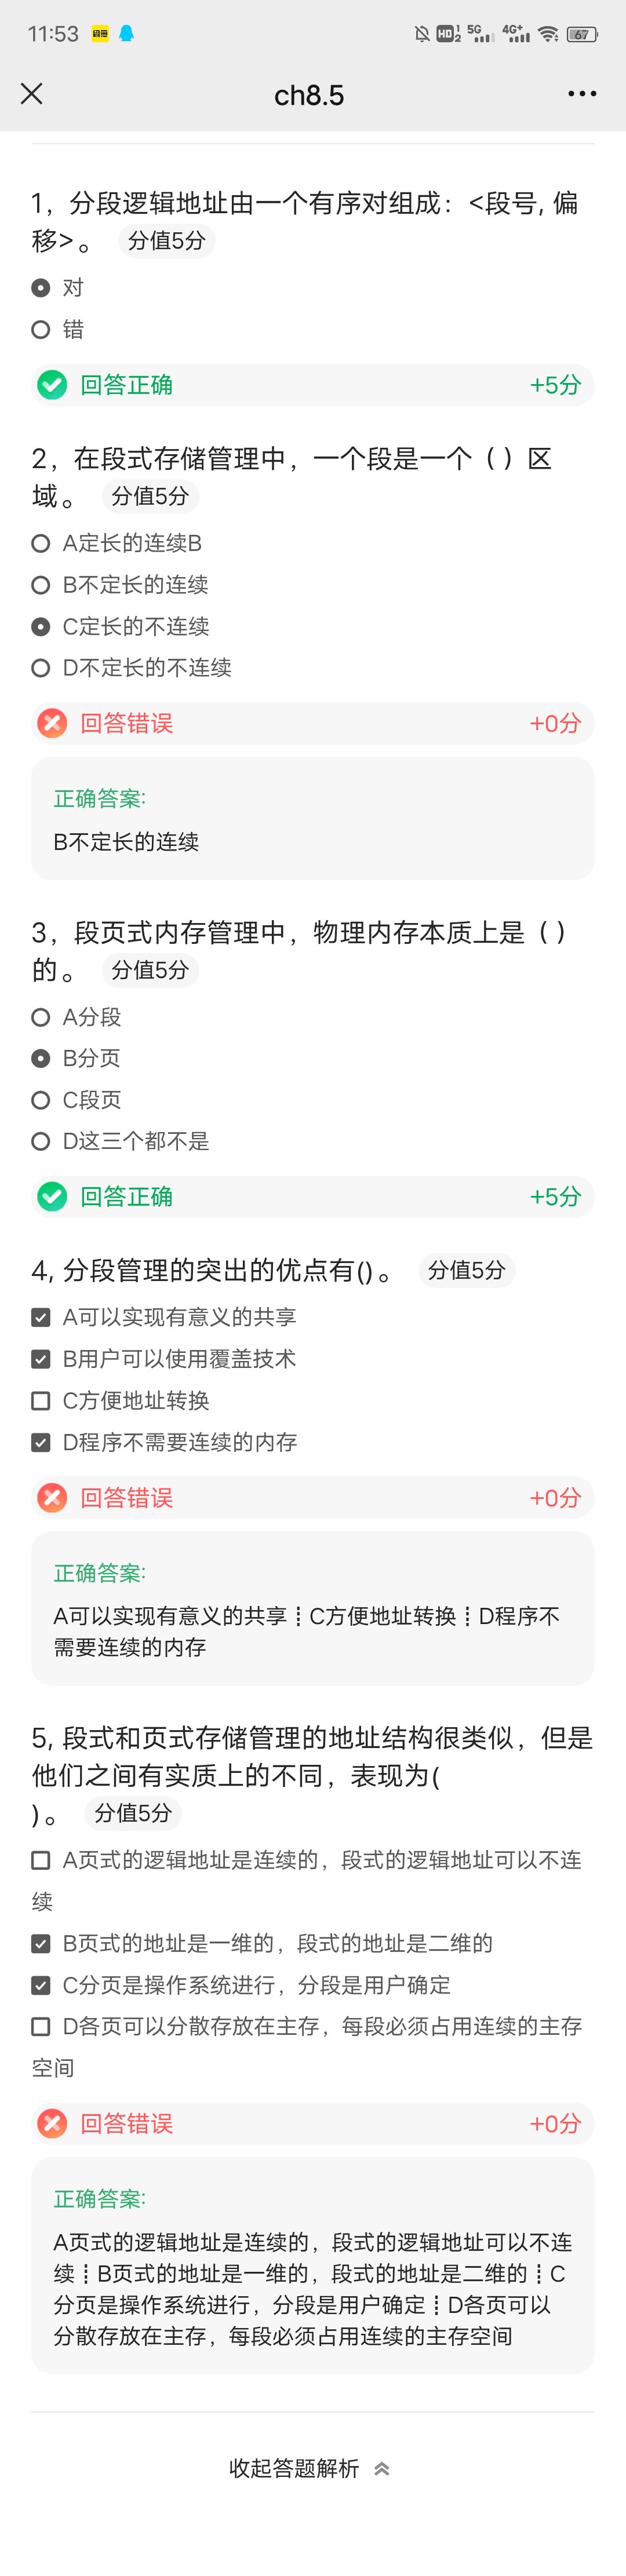 11:53
HD 1 2 5G 4G+ 67
ch8.5
1，分段逻辑地址由一个有序对组成：<段号, 偏
移>。 分值5分
对
错
回答正确 +5分
2，在段式存储管理中，一个段是一个（ ）区
域。 分值5分
A定长的连续B
B不定长的连续
C定长的不连续
D不定长的不连续
回答错误 +0分
正确答案:
B不定长的连续
3，段页式内存管理中，物理内存本质上是（ ）
的。 分值5分
A分段
B分页
C段页
D这三个都不是
回答正确 +5分
4, 分段管理的突出的优点有()。 分值5分
A可以实现有意义的共享
B用户可以使用覆盖技术
C方便地址转换
D程序不需要连续的内存
回答错误 +0分
正确答案:
A可以实现有意义的共享┋C方便地址转换┋D程序不
需要连续的内存
5, 段式和页式存储管理的地址结构很类似，但是
他们之间有实质上的不同，表现为(
)。 分值5分
A页式的逻辑地址是连续的，段式的逻辑地址可以不连
续
B页式的地址是一维的，段式的地址是二维的
C分页是操作系统进行，分段是用户确定
D各页可以分散存放在主存，每段必须占用连续的主存
空间
回答错误 +0分
正确答案:
A页式的逻辑地址是连续的，段式的逻辑地址可以不连
续┋B页式的地址是一维的，段式的地址是二维的┋C
分页是操作系统进行，分段是用户确定┋D各页可以
分散存放在主存，每段必须占用连续的主存空间
收起答题解析